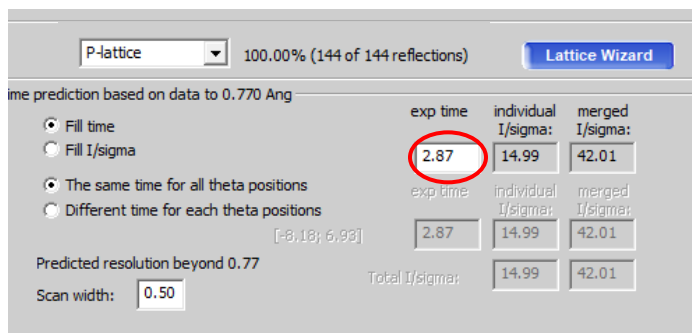 P-lattice 100.00% (144 of 144 reflections) Lattice Wizard
ime prediction based on data to 0.770 Ang
Fill time
Fill I/sigma
exp time individual I/sigma: merged I/sigma:
2.87 14.99 42.01
The same time for all theta positions
Different time for each theta positions
exp time individual I/sigma: merged I/sigma:
[-8.18; 6.93] 2.87 14.99 42.01
Predicted resolution beyond 0.77
Total I/sigma: 14.99 42.01
Scan width: 0.50